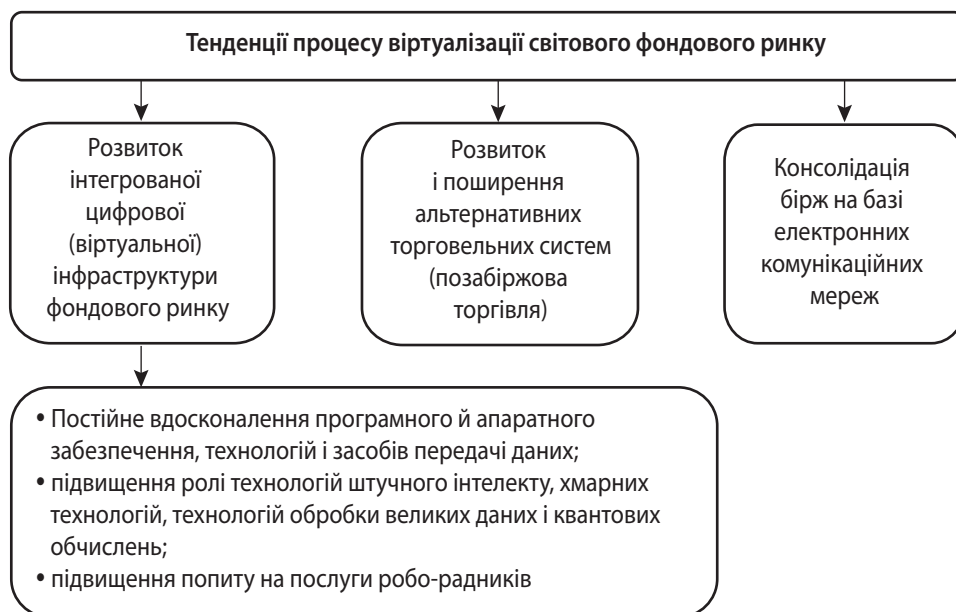 Тенденції процесу віртуалізації світового фондового ринку
Розвиток
інтегрованої
цифрової
(віртуальної)
інфраструктури
фондового ринку
Розвиток
і поширення
альтернативних
торговельних систем
(позабіржова
торгівля)
Консолідація
бірж на базі
електронних
комунікаційних
мереж
• Постійне вдосконалення програмного й апаратного
забезпечення, технологій і засобів передачі даних;
• підвищення ролі технологій штучного інтелекту, хмарних
технологій, технологій обробки великих даних і квантових
обчислень;
• підвищення попиту на послуги робо-радників